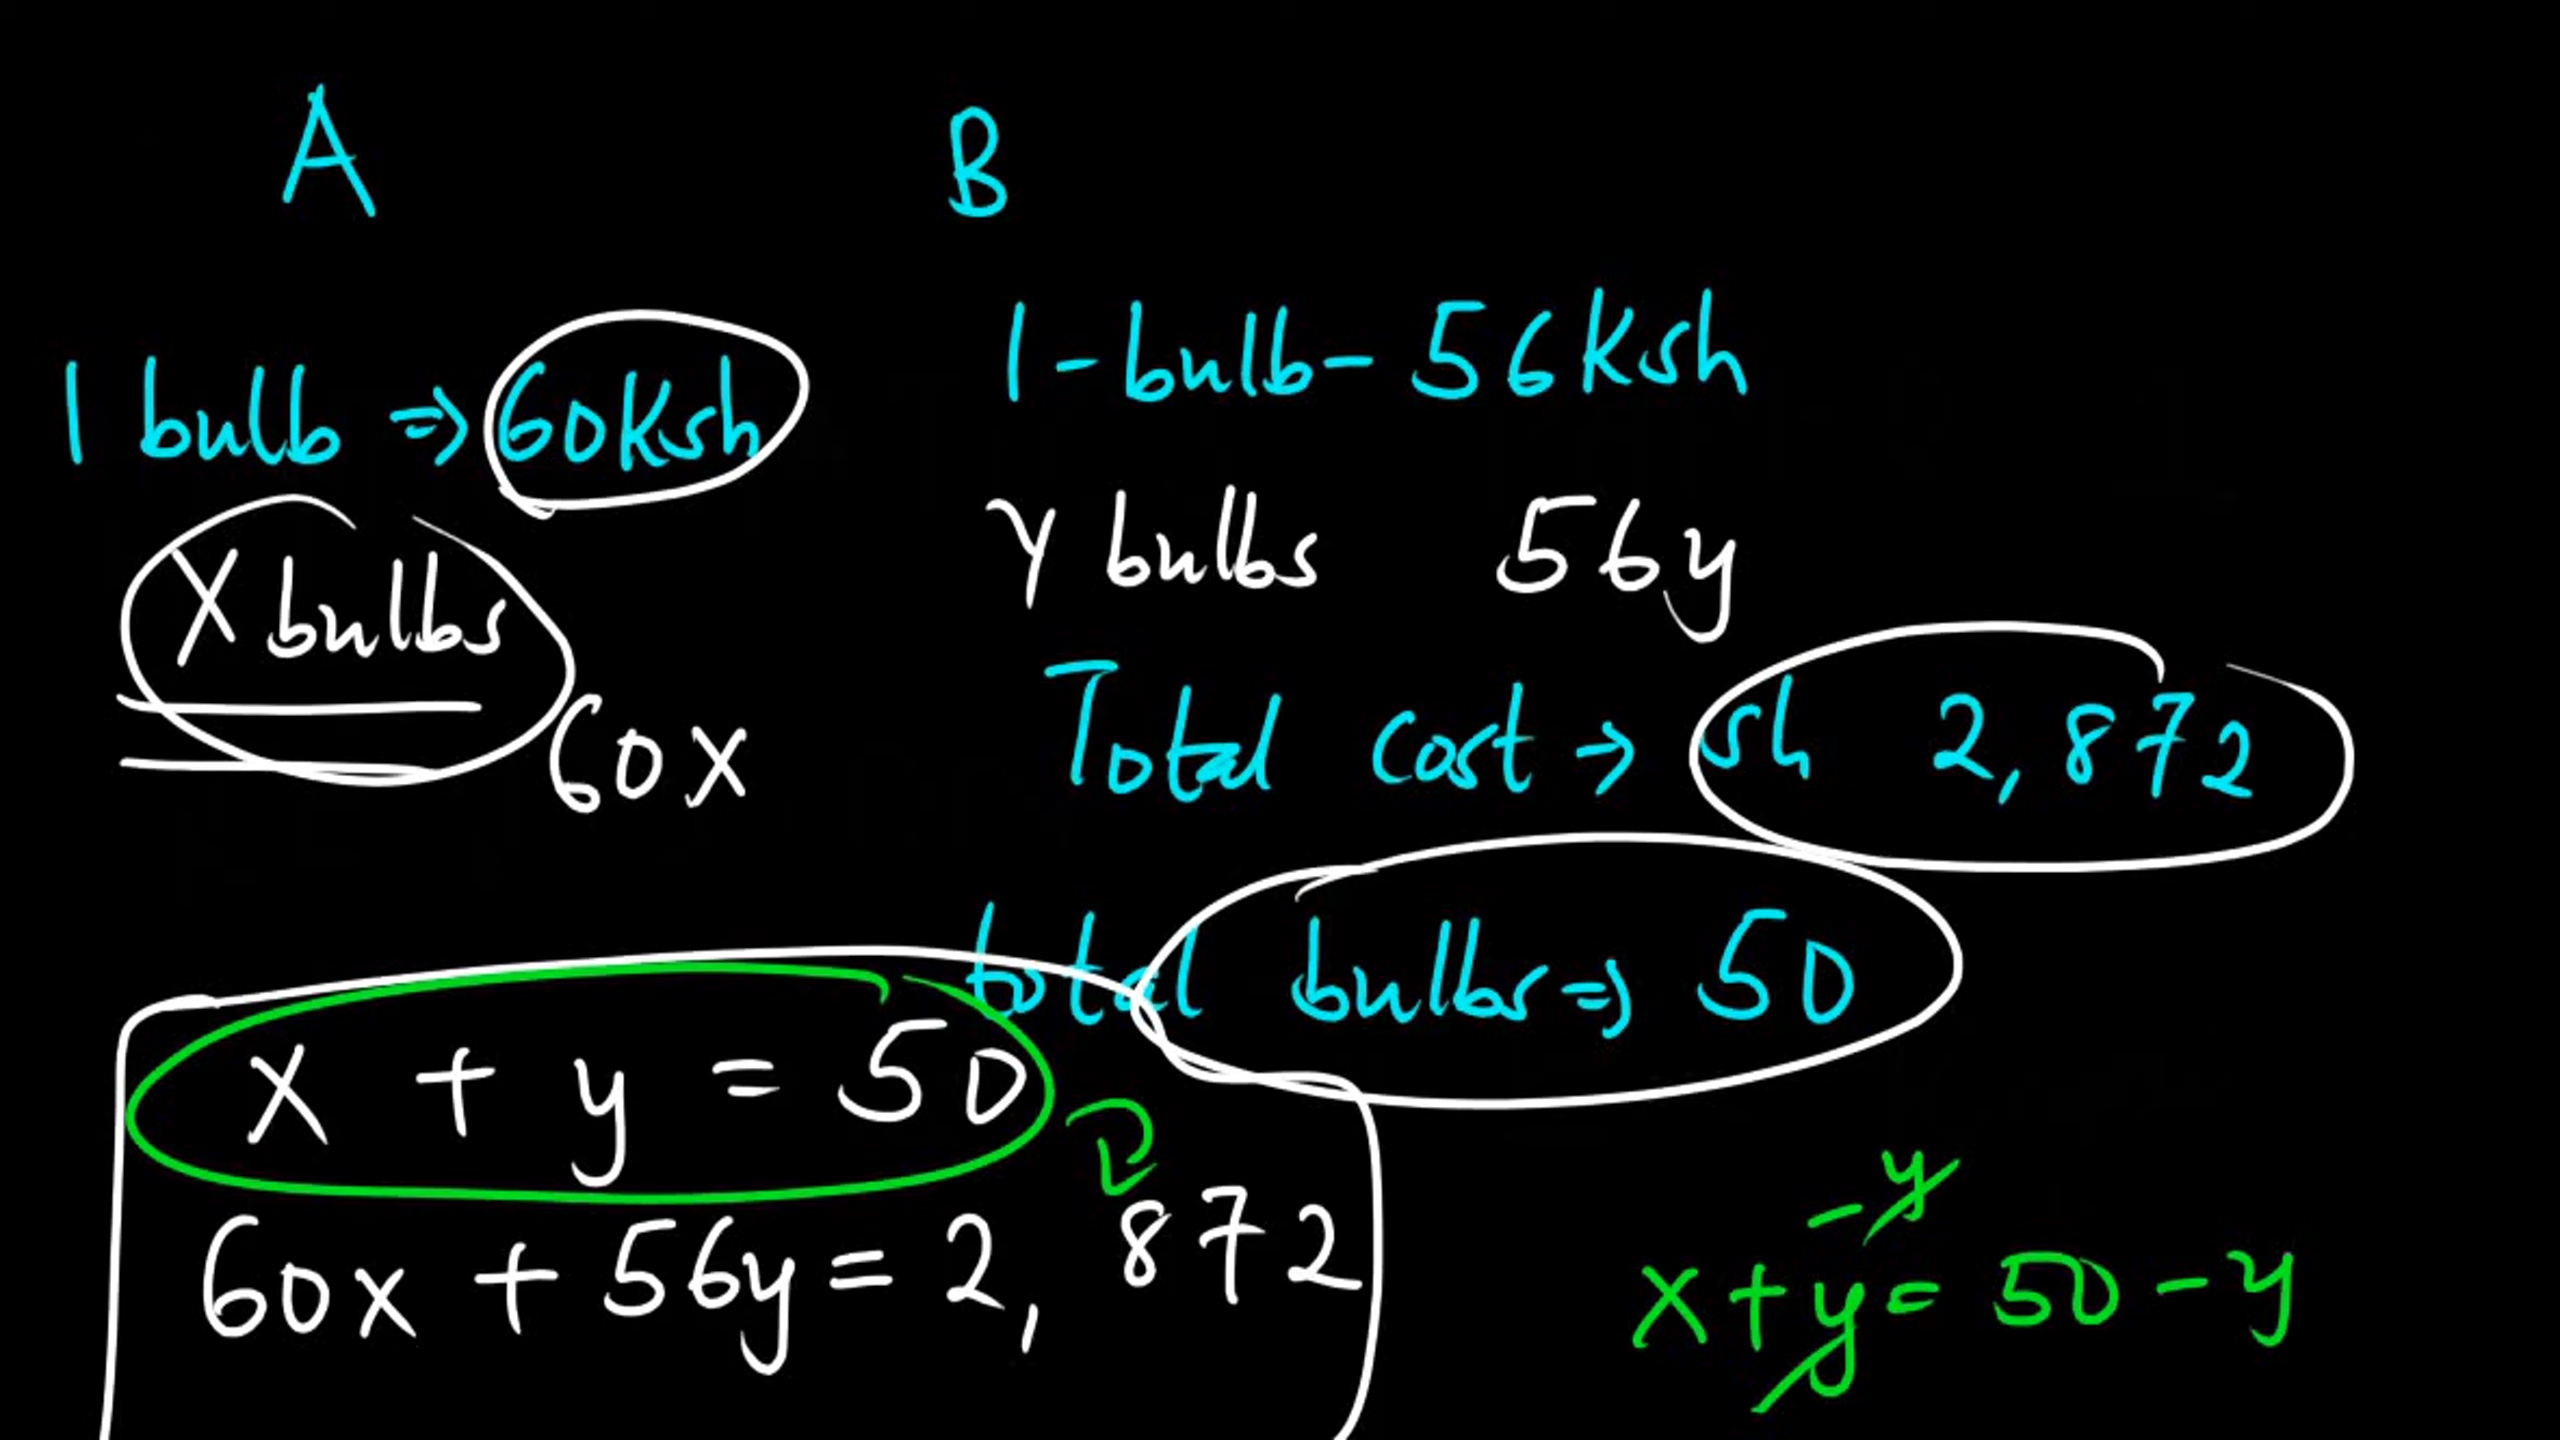 A B
1 bulb => 60Ksh 1-bulb-56Ksh
X bulbs 60x
y bulbs 56y
Total cost → sh 2,872
total bulbs => 50
x + y = 50
60x + 56y = 2,872
-y
x+y= 50-y